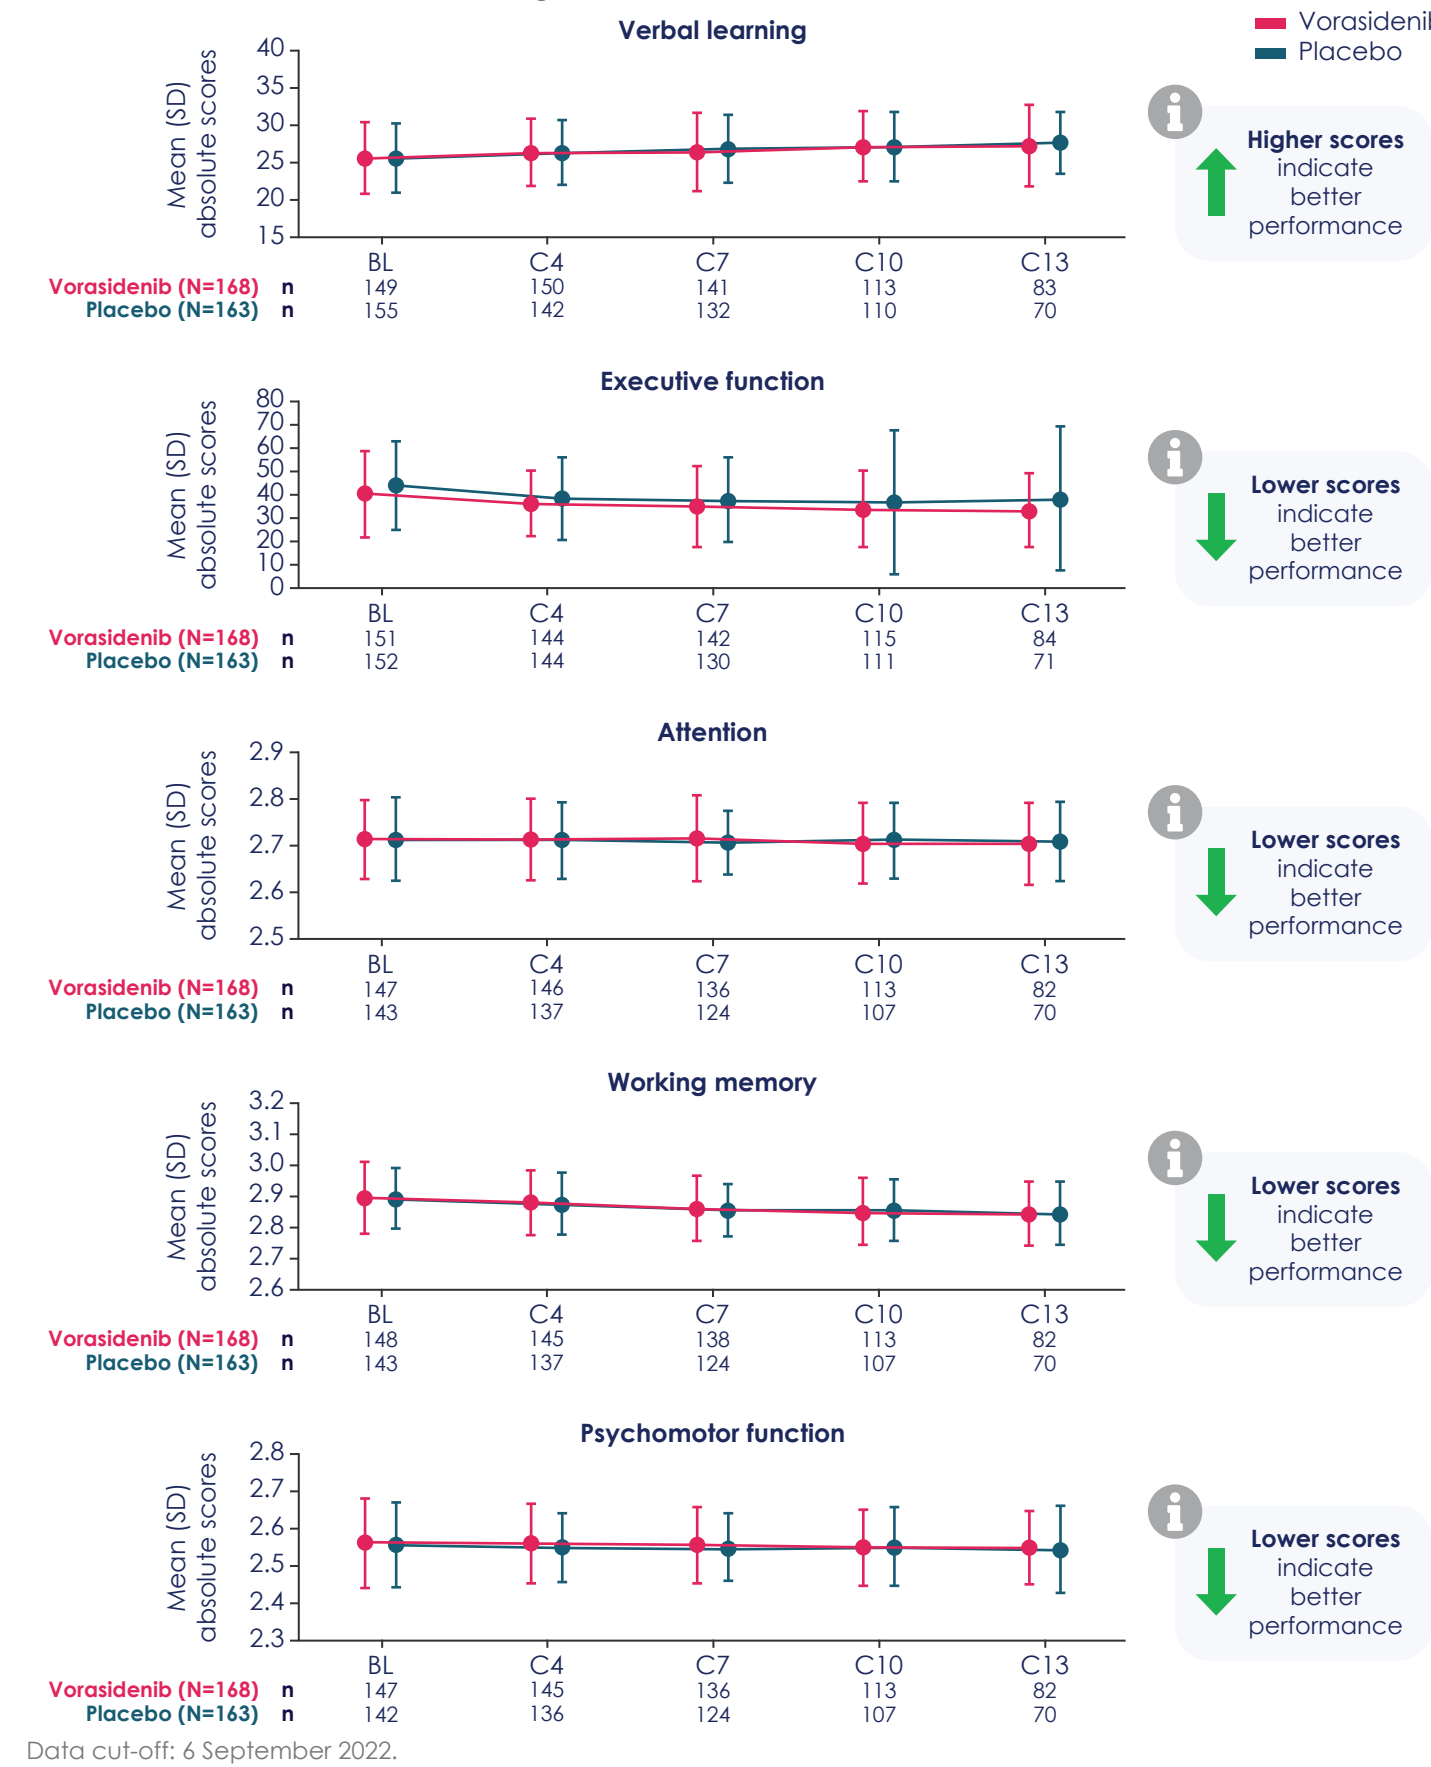 Verbal learning
Vorasidenib
Placebo
Mean (SD)
absolute scores
40
35
30
25
20
15
BL C4 C7 C10 C13
Vorasidenib (N=168) n 149 150 141 113 83
Placebo (N=163) n 155 142 132 110 70
Higher scores
indicate
better
performance
Executive function
Mean (SD)
absolute scores
80
70
60
50
40
30
20
10
0
BL C4 C7 C10 C13
Vorasidenib (N=168) n 151 144 142 115 84
Placebo (N=163) n 152 144 130 111 71
Lower scores
indicate
better
performance
Attention
Mean (SD)
absolute scores
2.9
2.8
2.7
2.6
2.5
BL C4 C7 C10 C13
Vorasidenib (N=168) n 147 146 136 113 82
Placebo (N=163) n 143 137 124 107 70
Lower scores
indicate
better
performance
Working memory
Mean (SD)
absolute scores
3.2
3.1
3.0
2.9
2.8
2.7
2.6
BL C4 C7 C10 C13
Vorasidenib (N=168) n 148 145 138 113 82
Placebo (N=163) n 143 137 124 107 70
Lower scores
indicate
better
performance
Psychomotor function
Mean (SD)
absolute scores
2.8
2.7
2.6
2.5
2.4
2.3
BL C4 C7 C10 C13
Vorasidenib (N=168) n 147 145 136 113 82
Placebo (N=163) n 142 136 124 107 70
Lower scores
indicate
better
performance
Data cut-off: 6 September 2022.